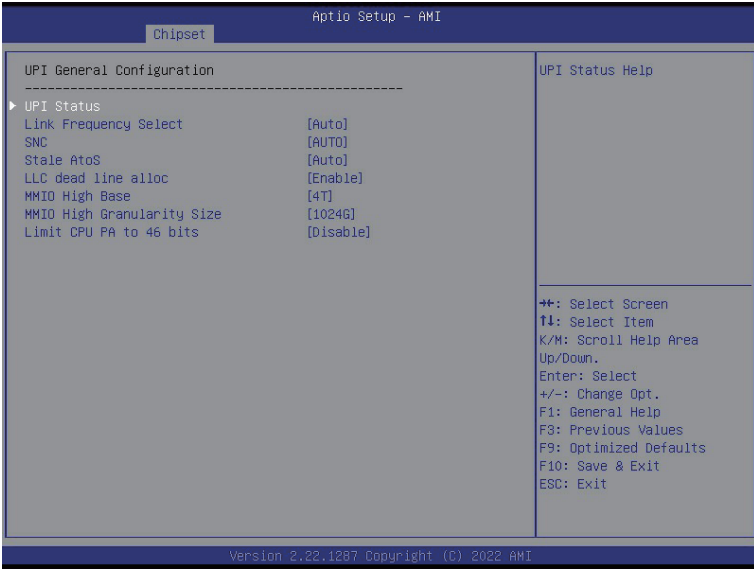 Aptio Setup – AMI
Chipset
UPI General Configuration
------------------------------------------------
UPI Status
Link Frequency Select [Auto]
SNC [AUTO]
Stale AtoS [Auto]
LLC dead line alloc [Enable]
MMIO High Base [4T]
MMIO High Granularity Size [1024G]
Limit CPU PA to 46 bits [Disable]
UPI Status Help
→←: Select Screen
↑↓: Select Item
K/M: Scroll Help Area
Up/Down.
Enter: Select
+/-: Change Opt.
F1: General Help
F3: Previous Values
F9: Optimized Defaults
F10: Save & Exit
ESC: Exit
Version 2.22.1287 Copyright (C) 2022 AMI